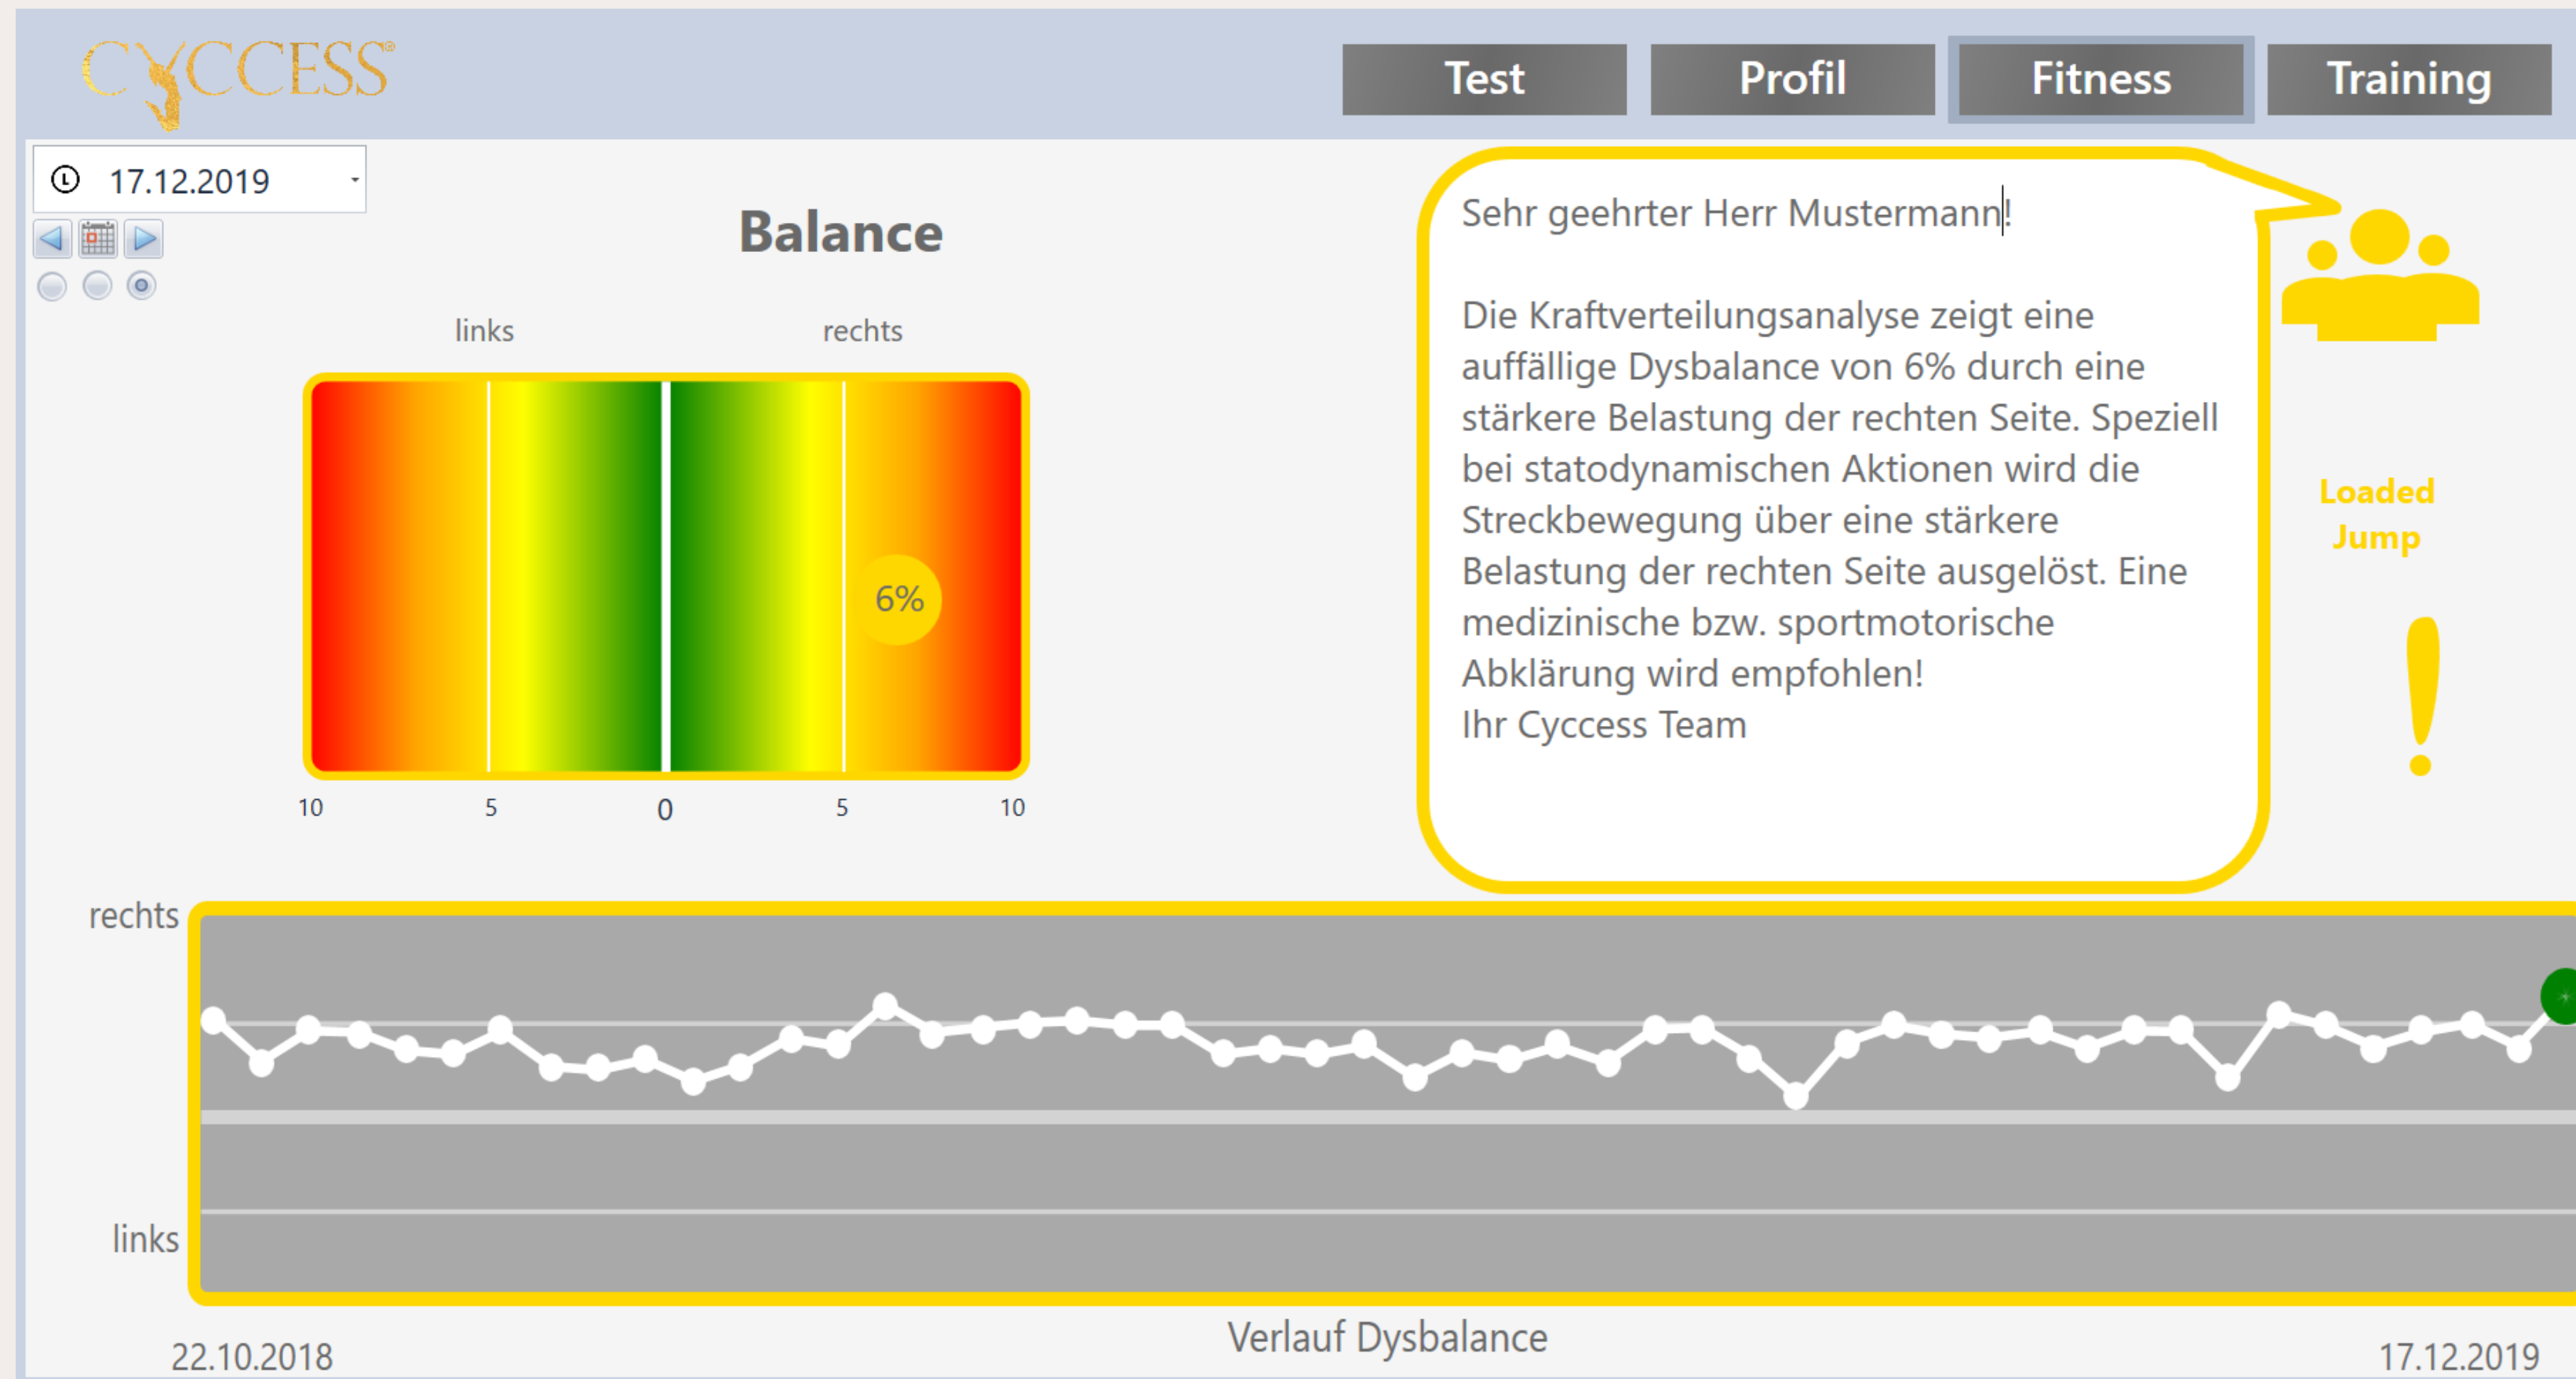 CYCCESS®
Test
Profil
Fitness
Training
17.12.2019
Balance
links
rechts
6%
10
5
0
5
10
Sehr geehrter Herr Mustermann!
Die Kraftverteilungsanalyse zeigt eine
auffällige Dysbalance von 6% durch eine
stärkere Belastung der rechten Seite. Speziell
bei statodynamischen Aktionen wird die
Streckbewegung über eine stärkere
Belastung der rechten Seite ausgelöst. Eine
medizinische bzw. sportmotorische
Abklärung wird empfohlen!
Ihr Cyccess Team
Loaded
Jump
!
rechts
links
22.10.2018
Verlauf Dysbalance
17.12.2019